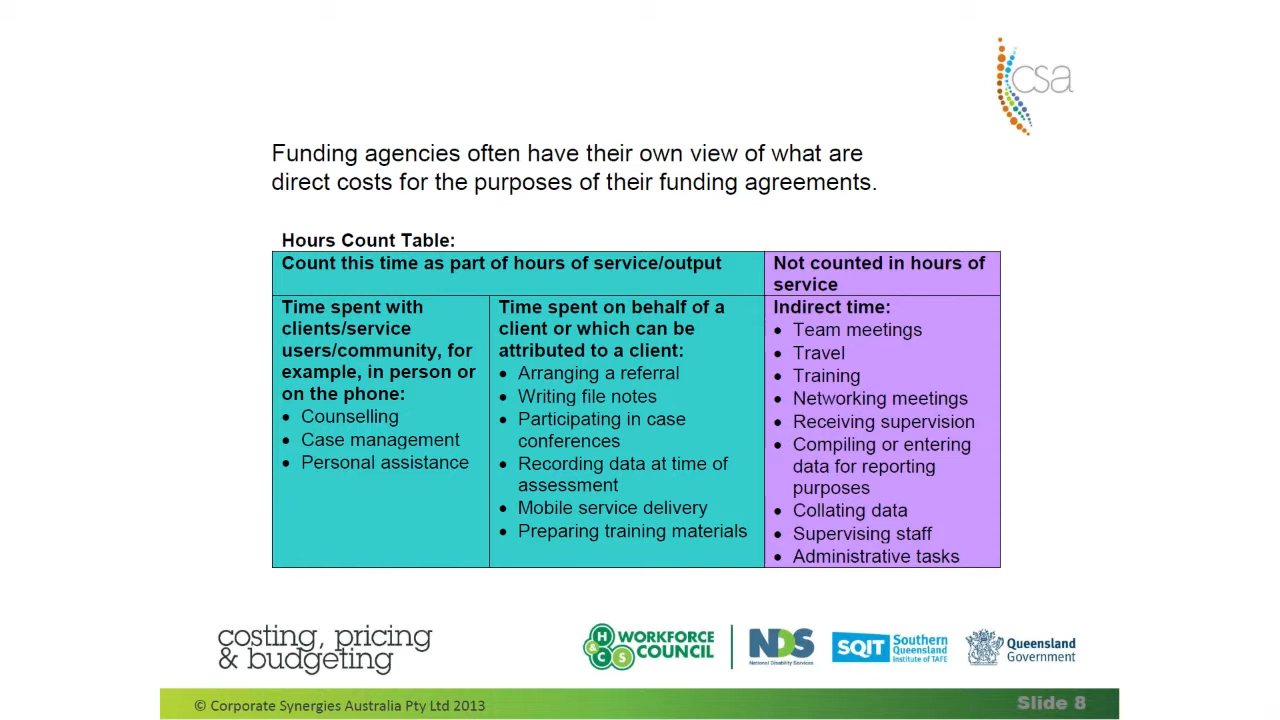 csa
Funding agencies often have their own view of what are
direct costs for the purposes of their funding agreements.
Hours Count Table:
Count this time as part of hours of service/output
Not counted in hours of
service
Time spent with
clients/service
users/community, for
example, in person or
on the phone:
• Counselling
• Case management
• Personal assistance
Time spent on behalf of a
client or which can be
attributed to a client:
• Arranging a referral
• Writing file notes
• Participating in case
conferences
• Recording data at time of
assessment
• Mobile service delivery
• Preparing training materials
Indirect time:
• Team meetings
• Travel
• Training
• Networking meetings
• Receiving supervision
• Compiling or entering
data for reporting
purposes
• Collating data
• Supervising staff
• Administrative tasks
costing, pricing
& budgeting
H & C S
WORKFORCE
COUNCIL
NDS
National Disability Services
SQIT
Southern
Queensland
Institute of TAFE
Queensland
Government
© Corporate Synergies Australia Pty Ltd 2013
Slide 8